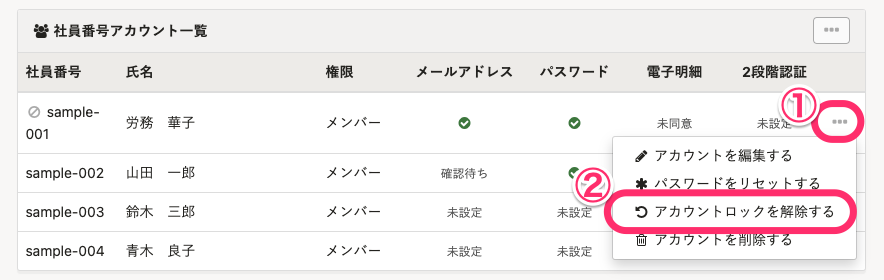 社員番号アカウント一覧
社員番号 氏名 権限 メールアドレス パスワード 電子明細 2段階認証
sample-001 労務 華子 メンバー 未同意 未設定
①
アカウントを編集する
sample-002 山田 一郎 メンバー 確認待ち
②
パスワードをリセットする
sample-003 鈴木 三郎 メンバー 未設定 未設定
アカウントロックを解除する
アカウントを削除する
sample-004 青木 良子 メンバー 未設定 未設定